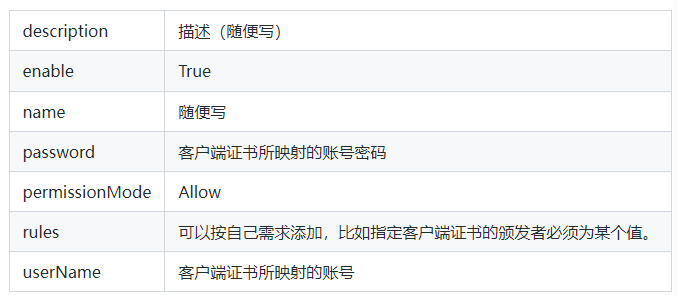 description 描述（随便写）
enable True
name 随便写
password 客户端证书所映射的账号密码
permissionMode Allow
rules 可以按自己需求添加，比如指定客户端证书的颁发者必须为某个值。
userName 客户端证书所映射的账号